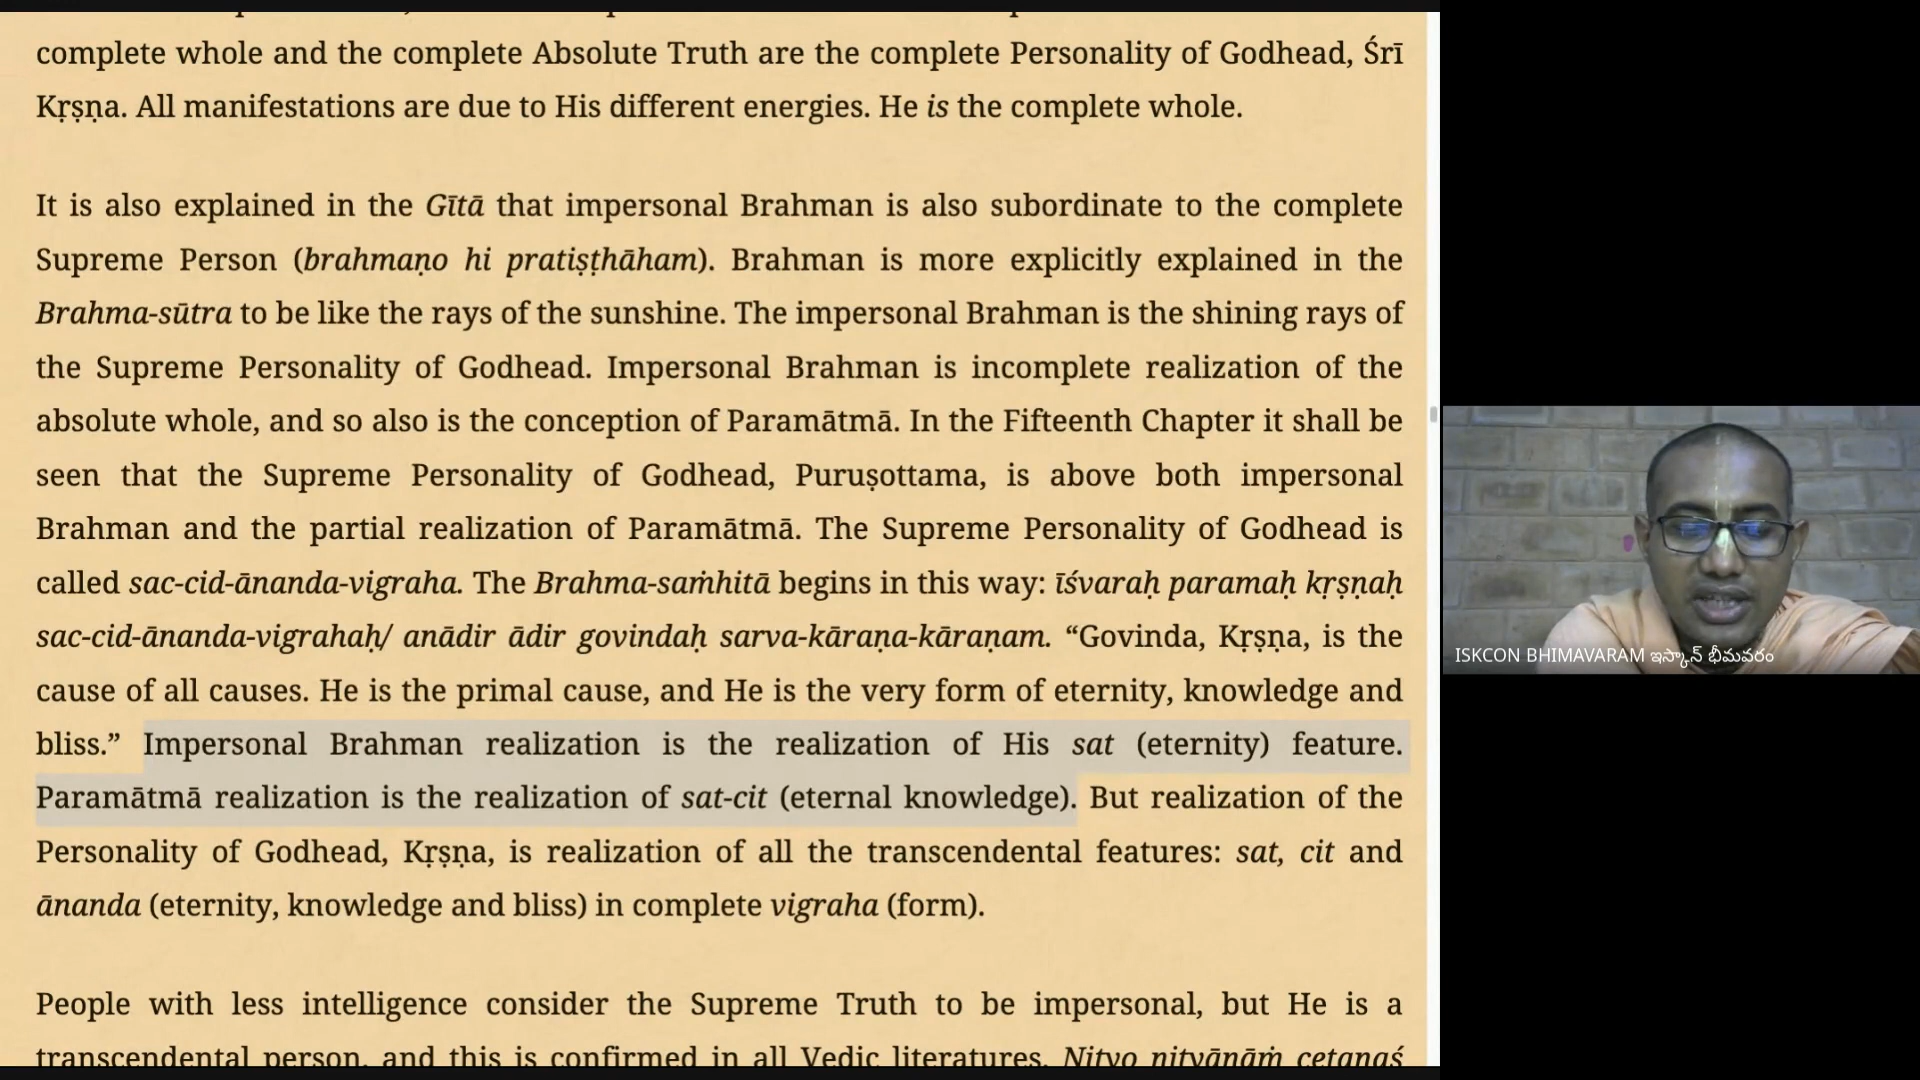 complete whole and the complete Absolute Truth are the complete Personality of Godhead, Śrī
Kṛṣṇa. All manifestations are due to His different energies. He is the complete whole.
It is also explained in the Gītā that impersonal Brahman is also subordinate to the complete
Supreme Person (brahmaṇo hi pratiṣṭhāham). Brahman is more explicitly explained in the
Brahma-sūtra to be like the rays of the sunshine. The impersonal Brahman is the shining rays of
the Supreme Personality of Godhead. Impersonal Brahman is incomplete realization of the
absolute whole, and so also is the conception of Paramātmā. In the Fifteenth Chapter it shall be
seen that the Supreme Personality of Godhead, Puruṣottama, is above both impersonal
Brahman and the partial realization of Paramātmā. The Supreme Personality of Godhead is
called sac-cid-ānanda-vigraha. The Brahma-saṁhitā begins in this way: īśvaraḥ paramaḥ kṛṣṇaḥ
sac-cid-ānanda-vigrahaḥ/ anādir ādir govindaḥ sarva-kāraṇa-kāraṇam. “Govinda, Kṛṣṇa, is the
cause of all causes. He is the primal cause, and He is the very form of eternity, knowledge and
bliss.” Impersonal Brahman realization is the realization of His sat (eternity) feature.
Paramātmā realization is the realization of sat-cit (eternal knowledge). But realization of the
Personality of Godhead, Kṛṣṇa, is realization of all the transcendental features: sat, cit and
ānanda (eternity, knowledge and bliss) in complete vigraha (form).
People with less intelligence consider the Supreme Truth to be impersonal, but He is a
transcendental person, and this is confirmed in all Vedic literatures. Nityo nityānāṁ cetanaś
ISKCON BHIMAVARAM ఇస్కాన్ భీమవరం